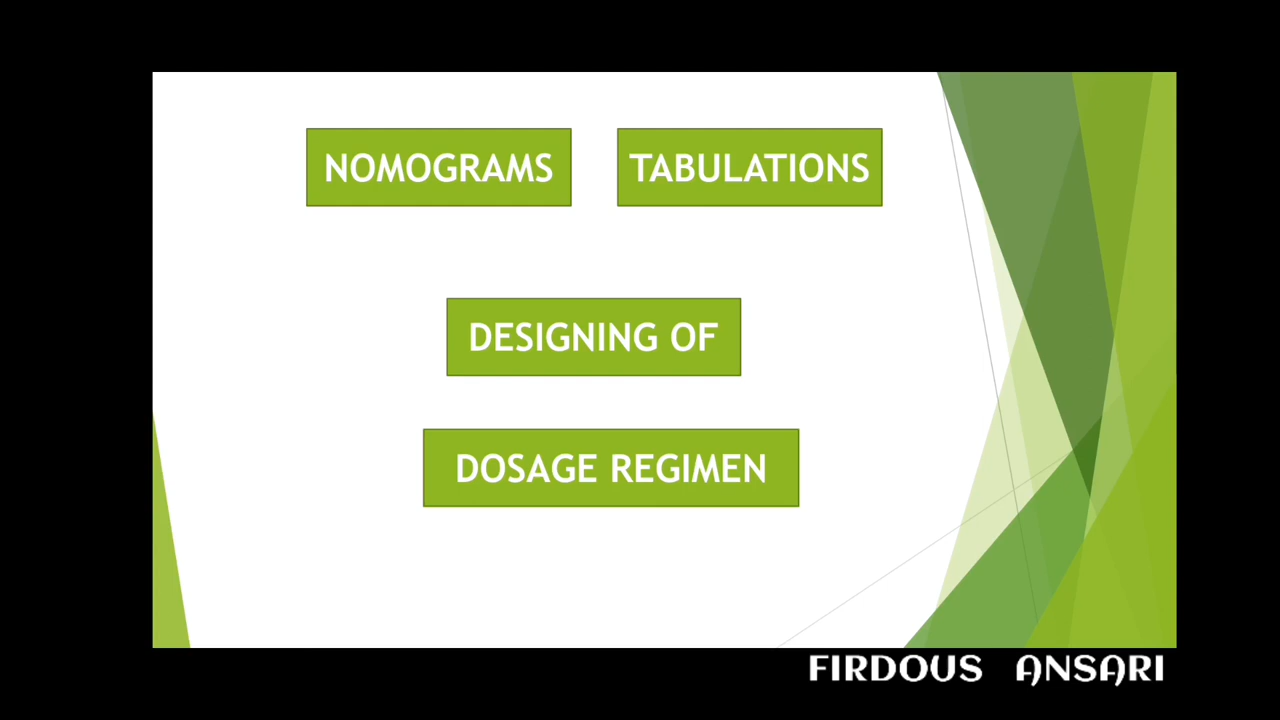 NOMOGRAMS TABULATIONS
DESIGNING OF
DOSAGE REGIMEN
FIRDOUS ANSARI